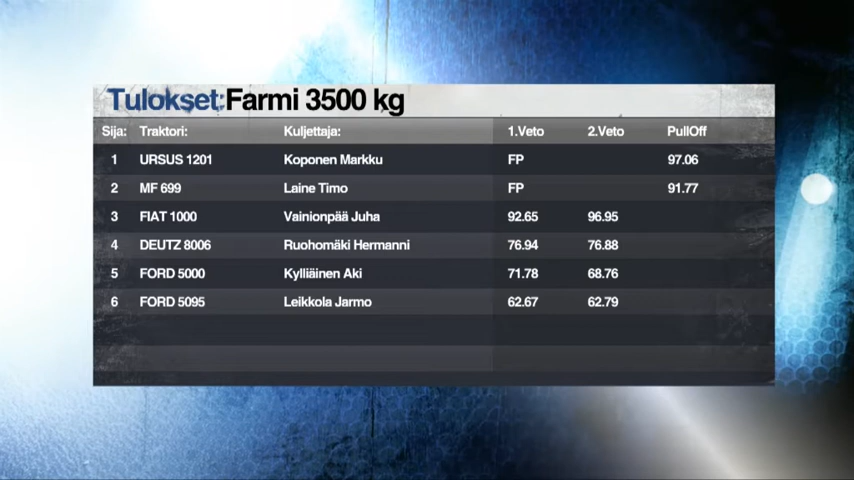 Tulokset:Farmi 3500 kg
Sija: Traktori: Kuljettaja: 1.Veto 2.Veto PullOff
1 URSUS 1201 Koponen Markku FP 97.06
2 MF 699 Laine Timo FP 91.77
3 FIAT 1000 Vainionpää Juha 92.65 96.95
4 DEUTZ 8006 Ruohomäki Hermanni 76.94 76.88
5 FORD 5000 Kylliäinen Aki 71.78 68.76
6 FORD 5095 Leikkola Jarmo 62.67 62.79